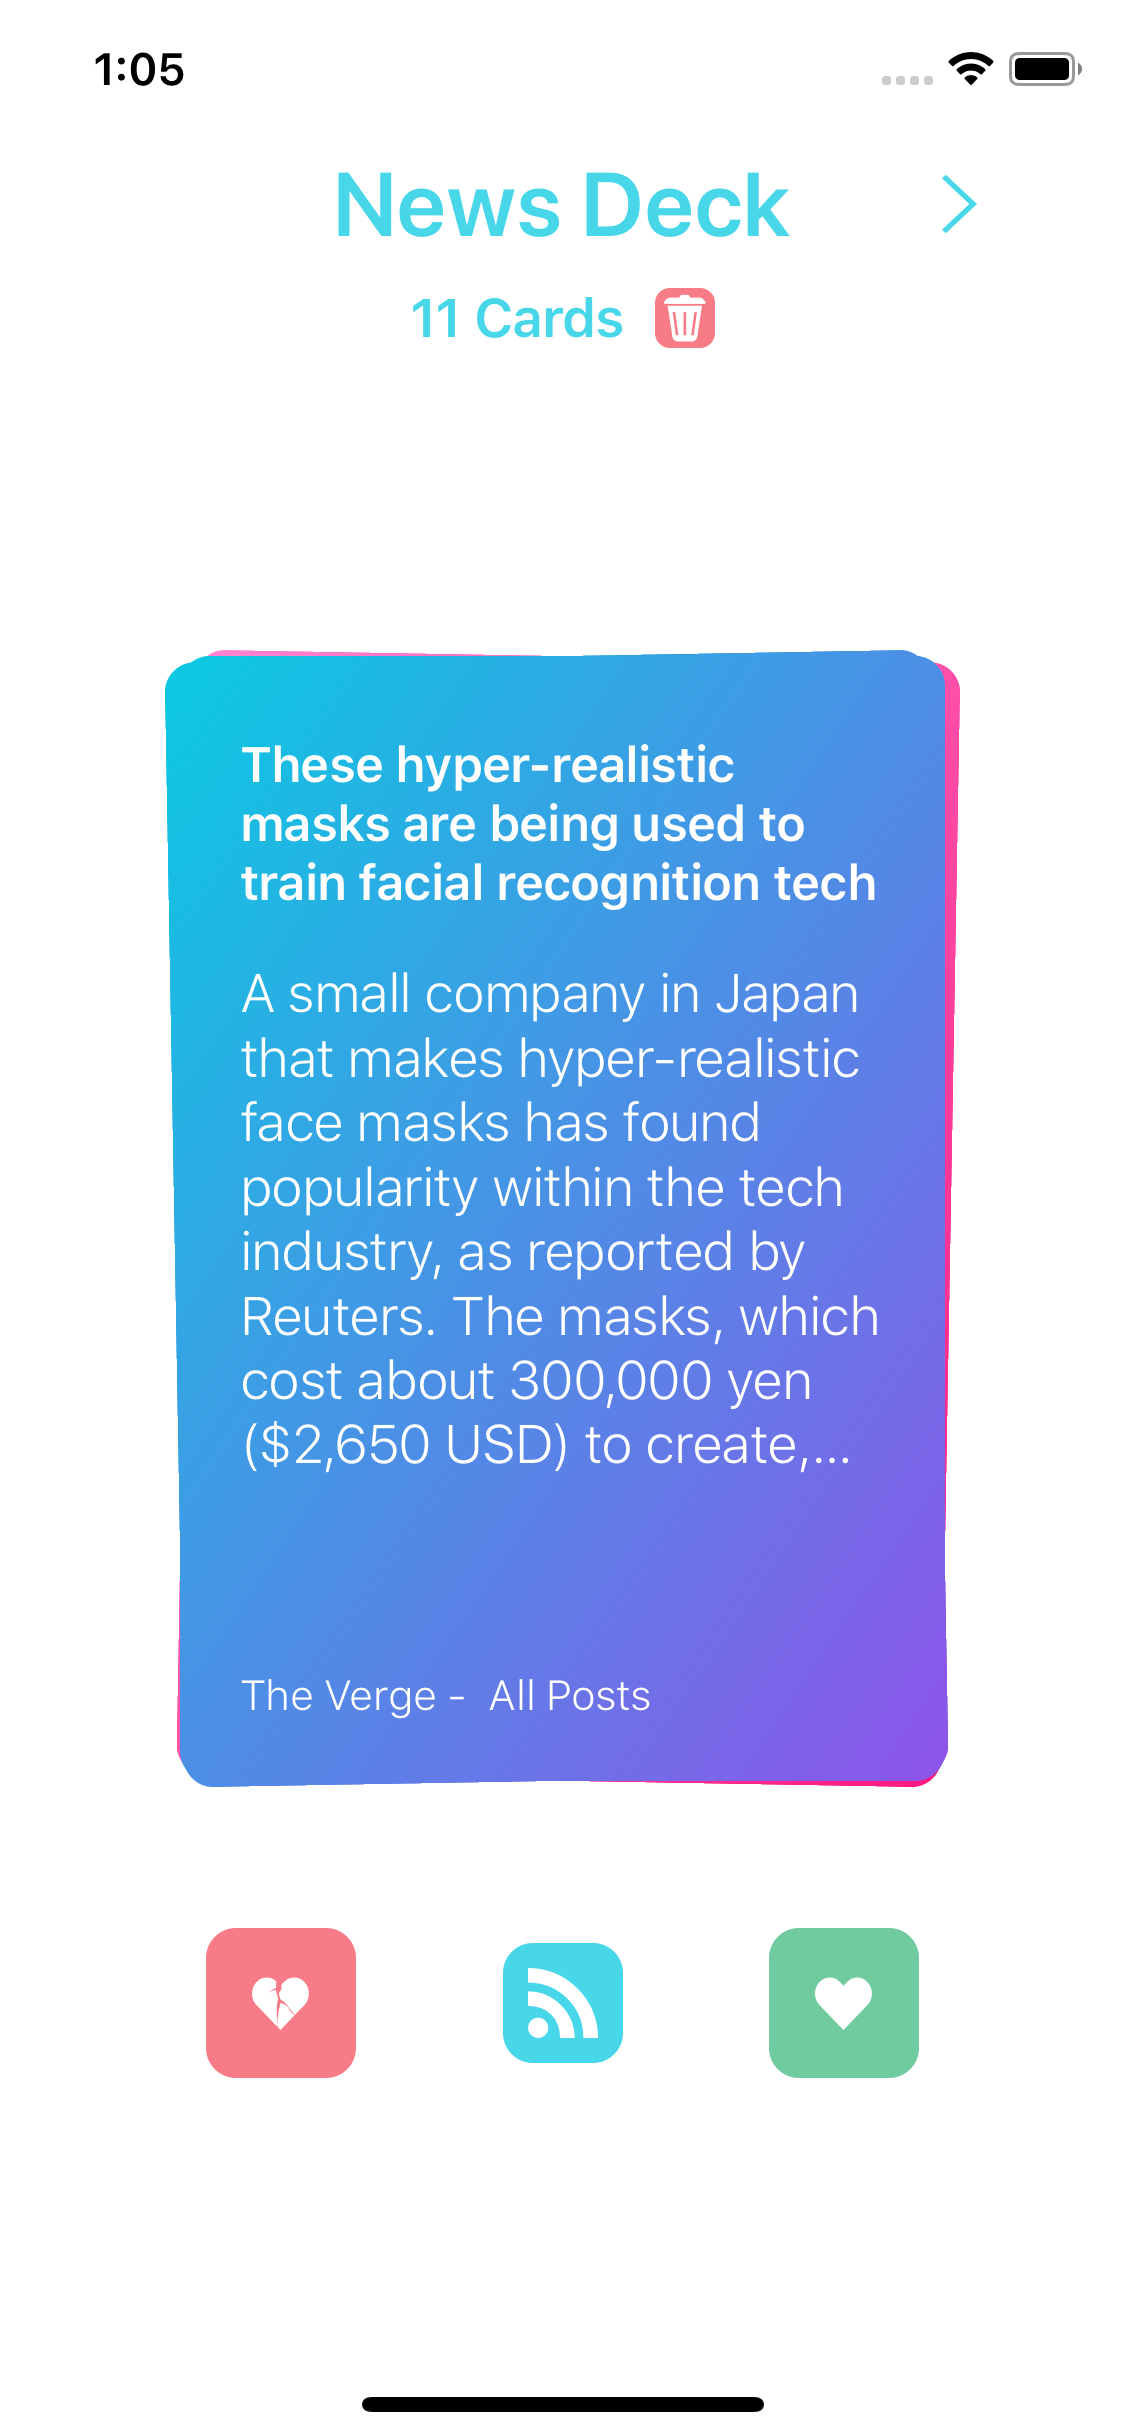 1:05
News Deck
11 Cards
These hyper-realistic
masks are being used to
train facial recognition tech
A small company in Japan
that makes hyper-realistic
face masks has found
popularity within the tech
industry, as reported by
Reuters. The masks, which
cost about 300,000 yen
($2,650 USD) to create,...
The Verge -  All Posts